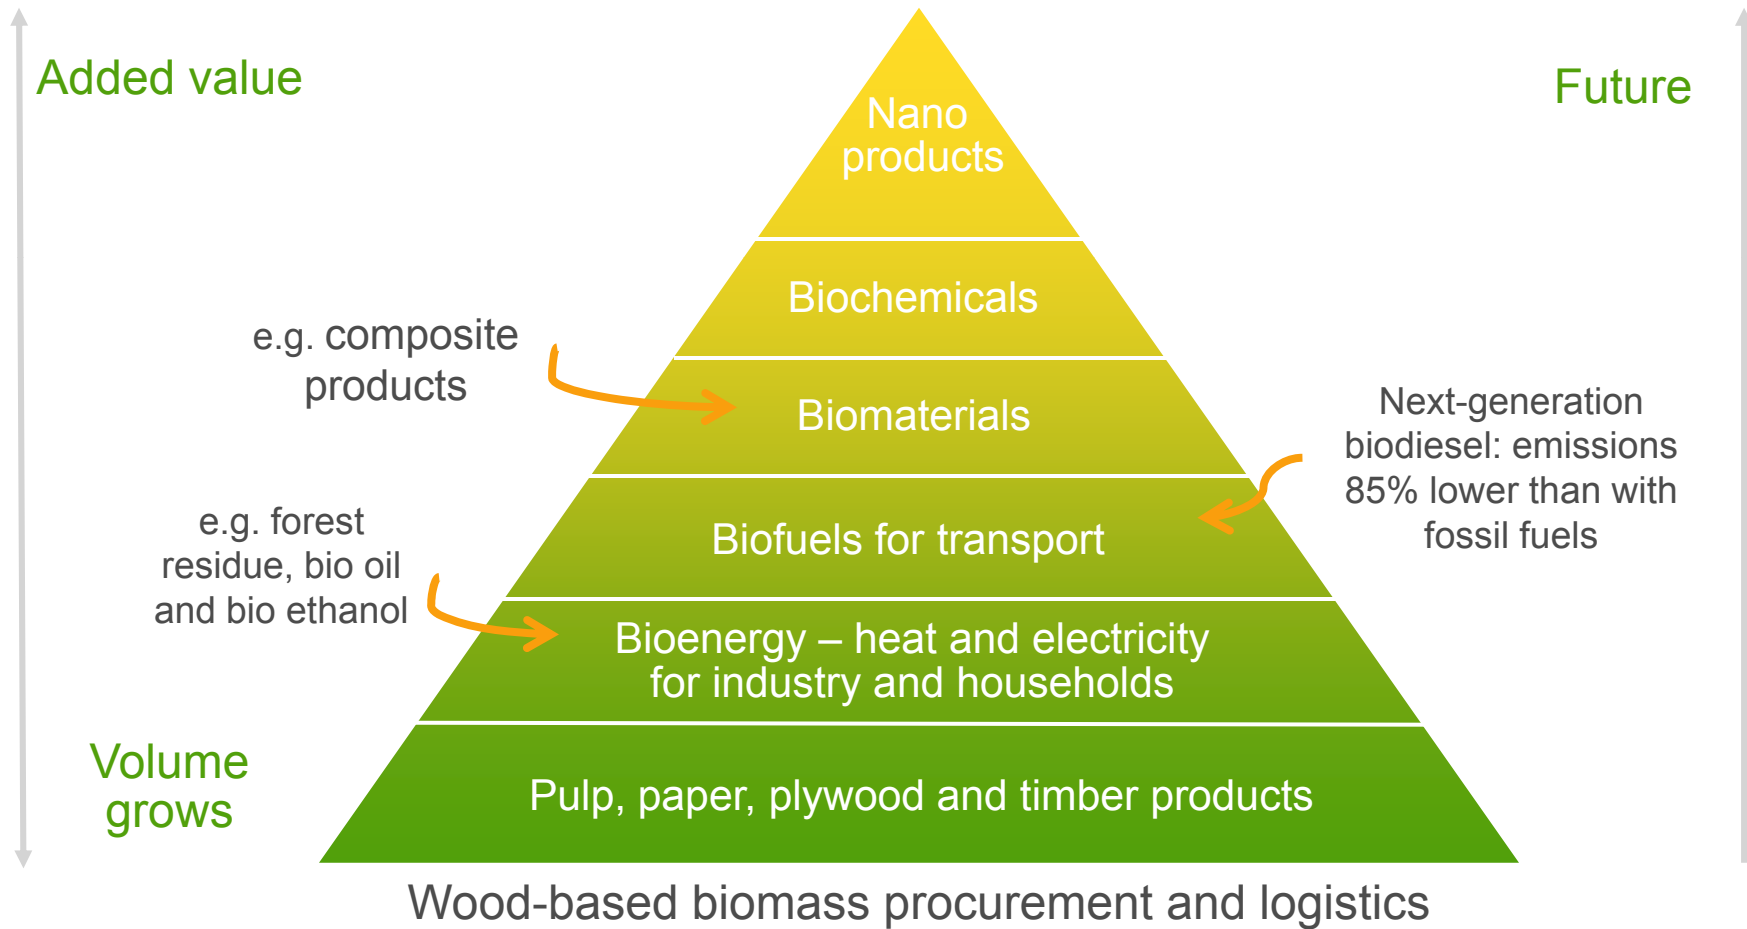 Added value
Future
Nano
products
Biochemicals
e.g. composite
products
Biomaterials
Next-generation
biodiesel: emissions
85% lower than with
fossil fuels
e.g. forest
residue, bio oil
and bio ethanol
Biofuels for transport
Bioenergy – heat and electricity
for industry and households
Volume
grows
Pulp, paper, plywood and timber products
Wood-based biomass procurement and logistics